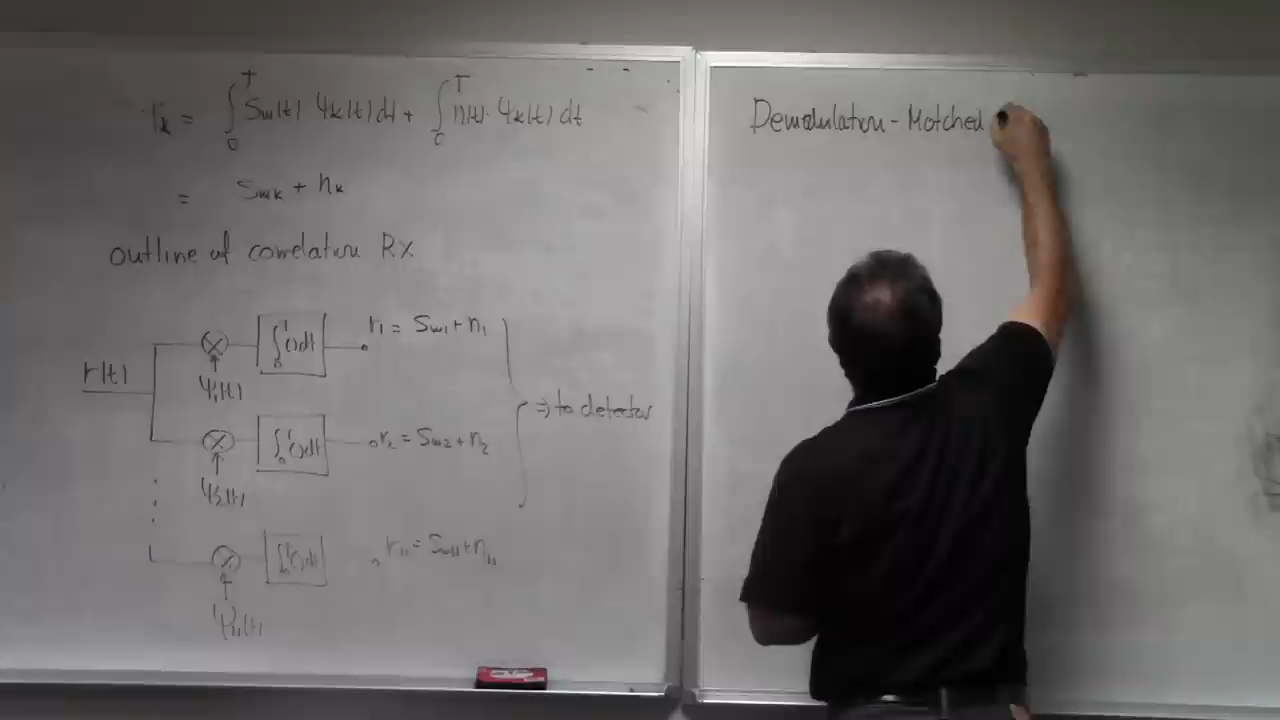 r_k = ∫_0^T S_m(t) ψ_k(t) dt + ∫_0^T n(t) · ψ_k(t) dt
= S_mk + n_k
outline of correlation Rx
r(t)
ψ_1(t)
∫_0^T ( ) dt
r_1 = S_m1 + n_1
ψ_2(t)
∫_0^T ( ) dt
r_2 = S_m2 + n_2
⇒ to detector
ψ_N(t)
∫_0^T ( ) dt
r_N = S_mN + n_N
Demodulation - Matched